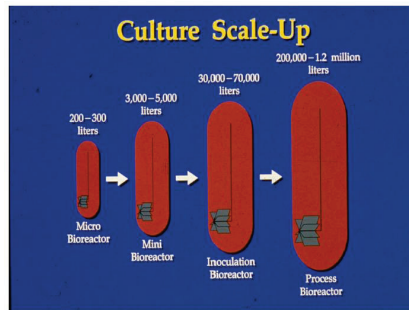 Culture Scale-Up
200–300
liters
3,000–5,000
liters
30,000–70,000
liters
200,000–1.2 million
liters
Micro
Bioreactor
Mini
Bioreactor
Inoculation
Bioreactor
Process
Bioreactor